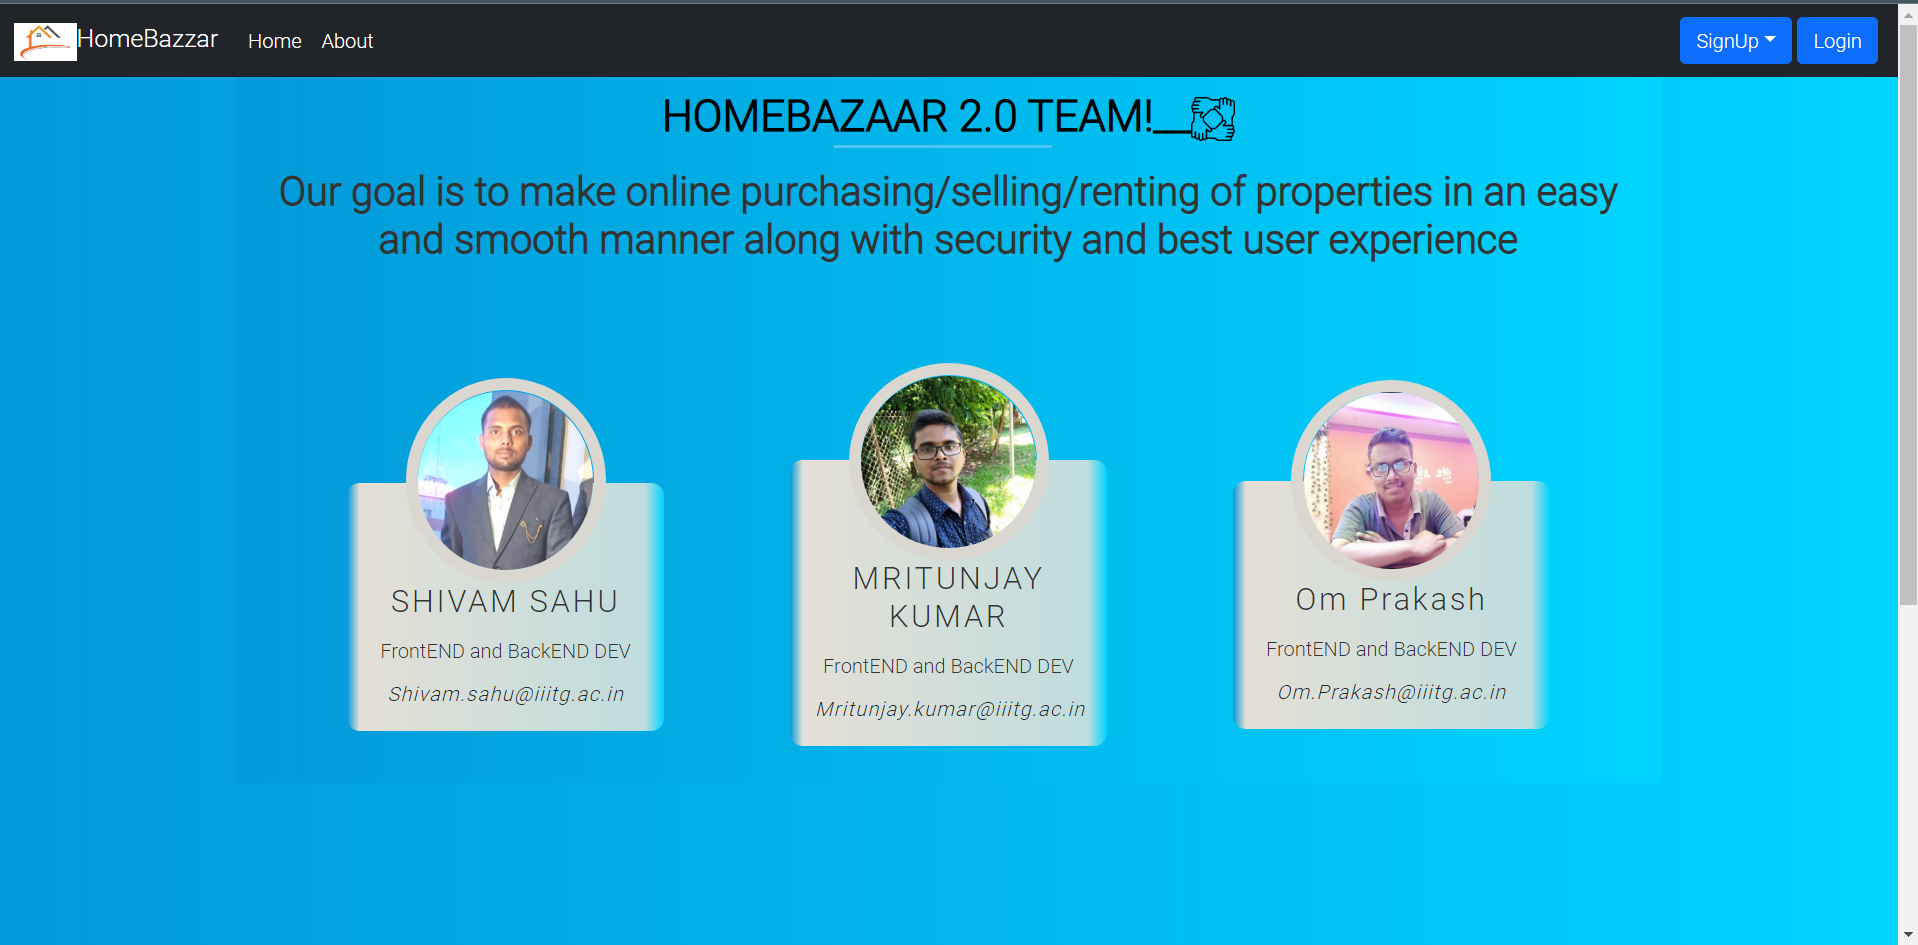 HomeBazzar Home About SignUp Login
HOMEBAZAAR 2.0 TEAM!__
Our goal is to make online purchasing/selling/renting of properties in an easy
and smooth manner along with security and best user experience
SHIVAM SAHU
FrontEND and BackEND DEV
Shivam.sahu@iiitg.ac.in
MRITUNJAY
KUMAR
FrontEND and BackEND DEV
Mritunjay.kumar@iiitg.ac.in
Om Prakash
FrontEND and BackEND DEV
Om.Prakash@iiitg.ac.in